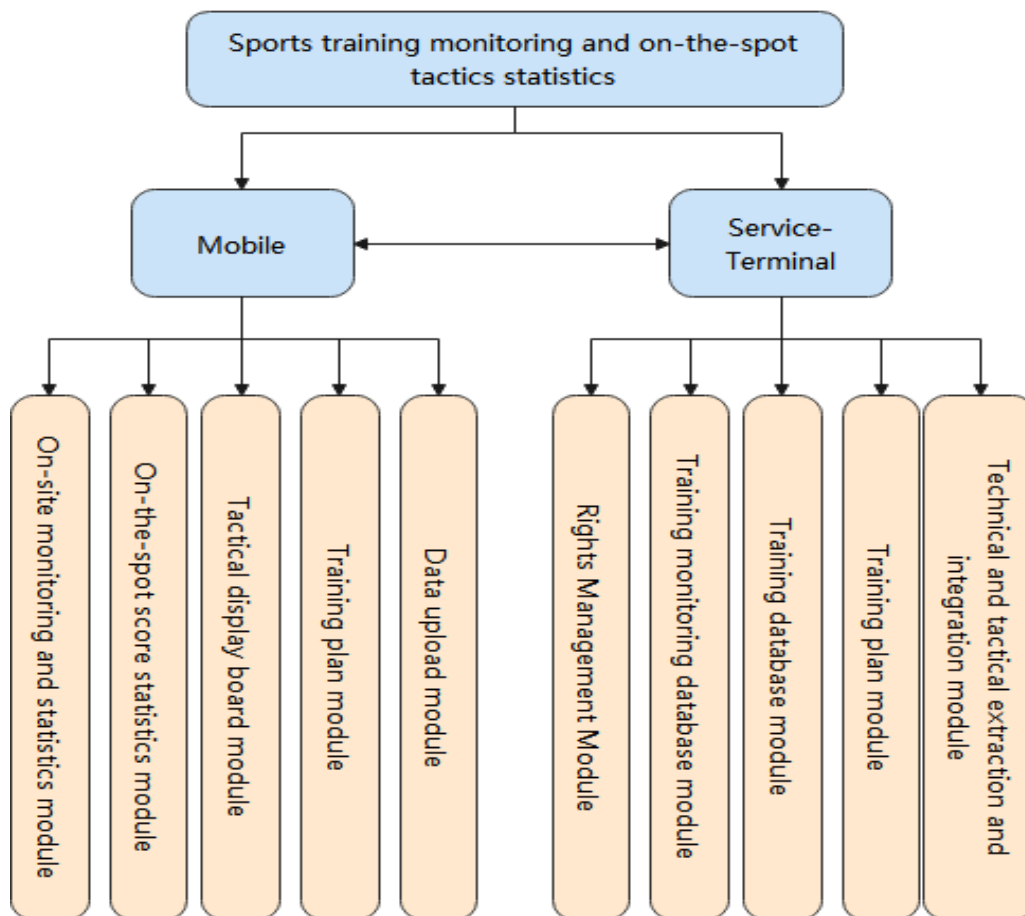 Sports training monitoring and on-the-spot
tactics statistics
Mobile
Service-
Terminal
On-site monitoring and statistics module
On-the-spot score statistics module
Tactical display board module
Training plan module
Data upload module
Rights Management Module
Training monitoring database module
Training database module
Training plan module
Technical and tactical extraction and
integration module